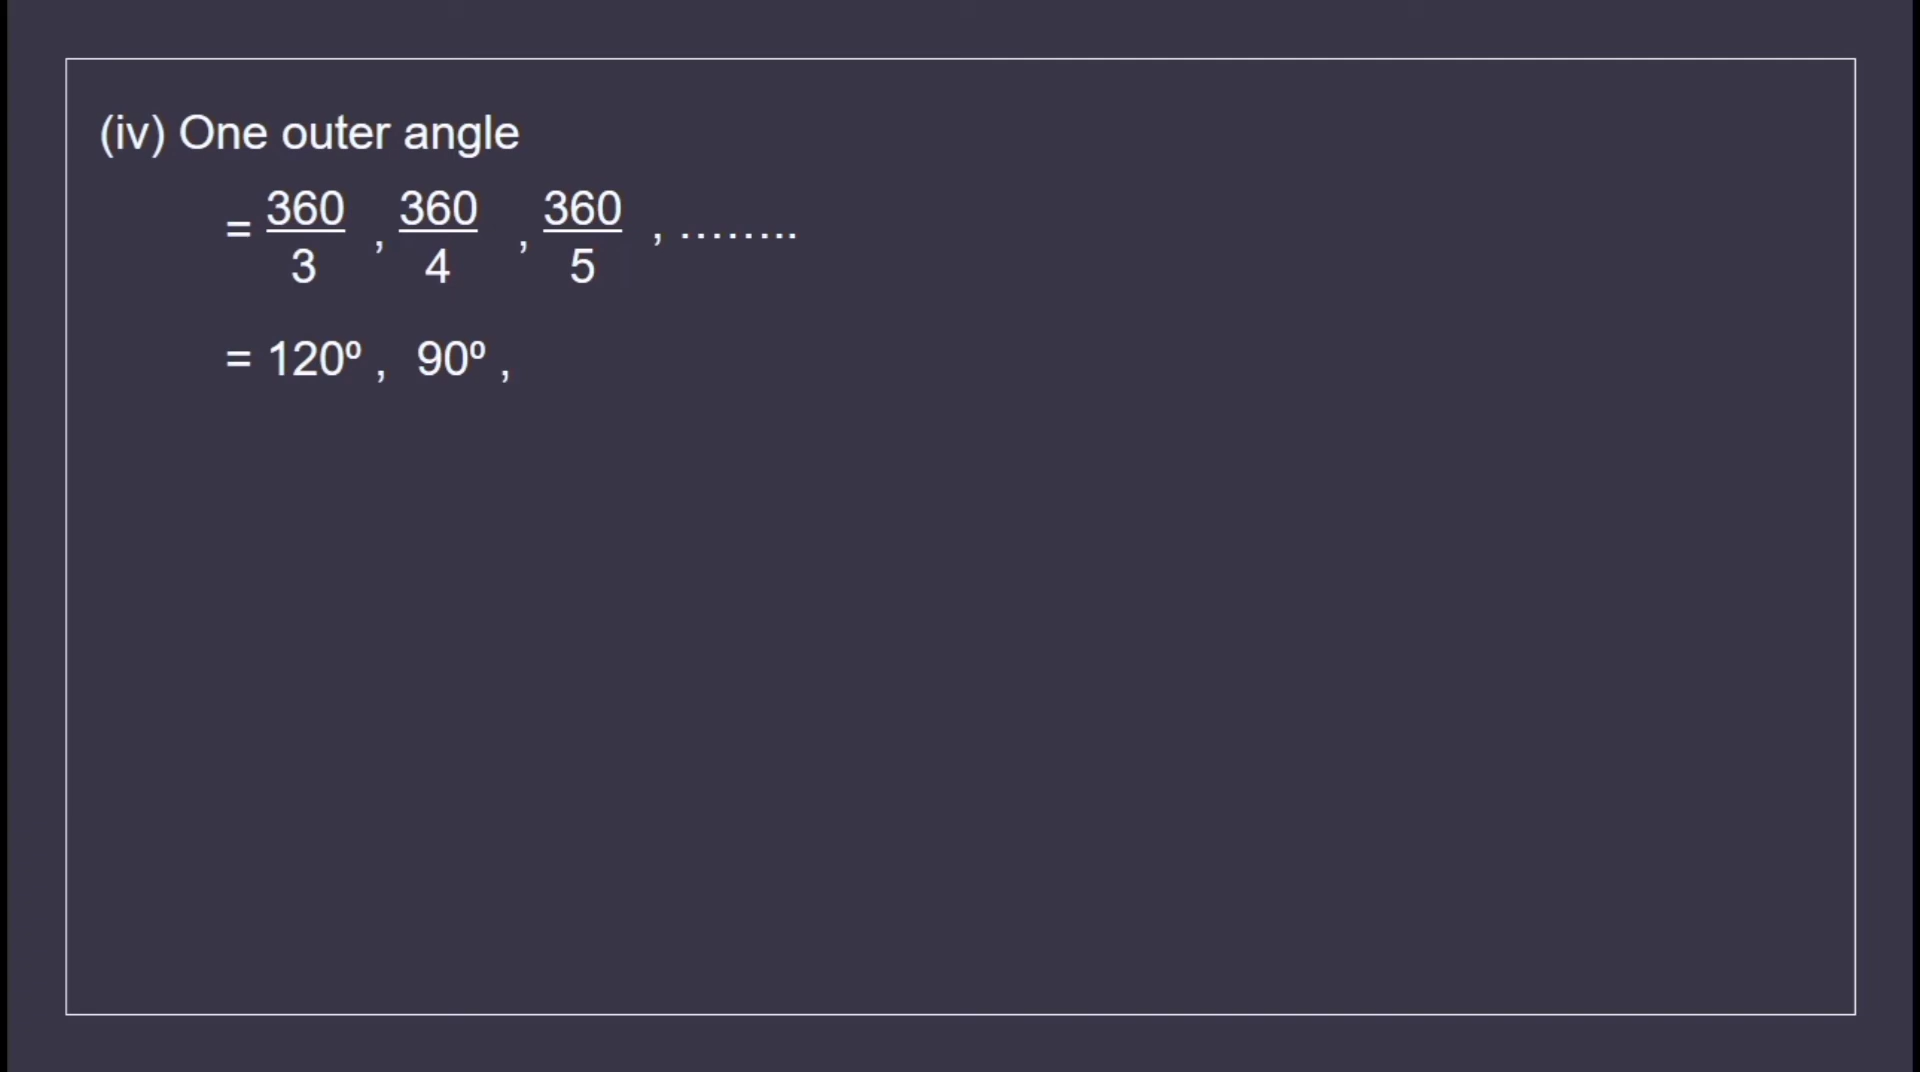 (iv) One outer angle
= 360/3 , 360/4 , 360/5 , ........
= 120º , 90º ,